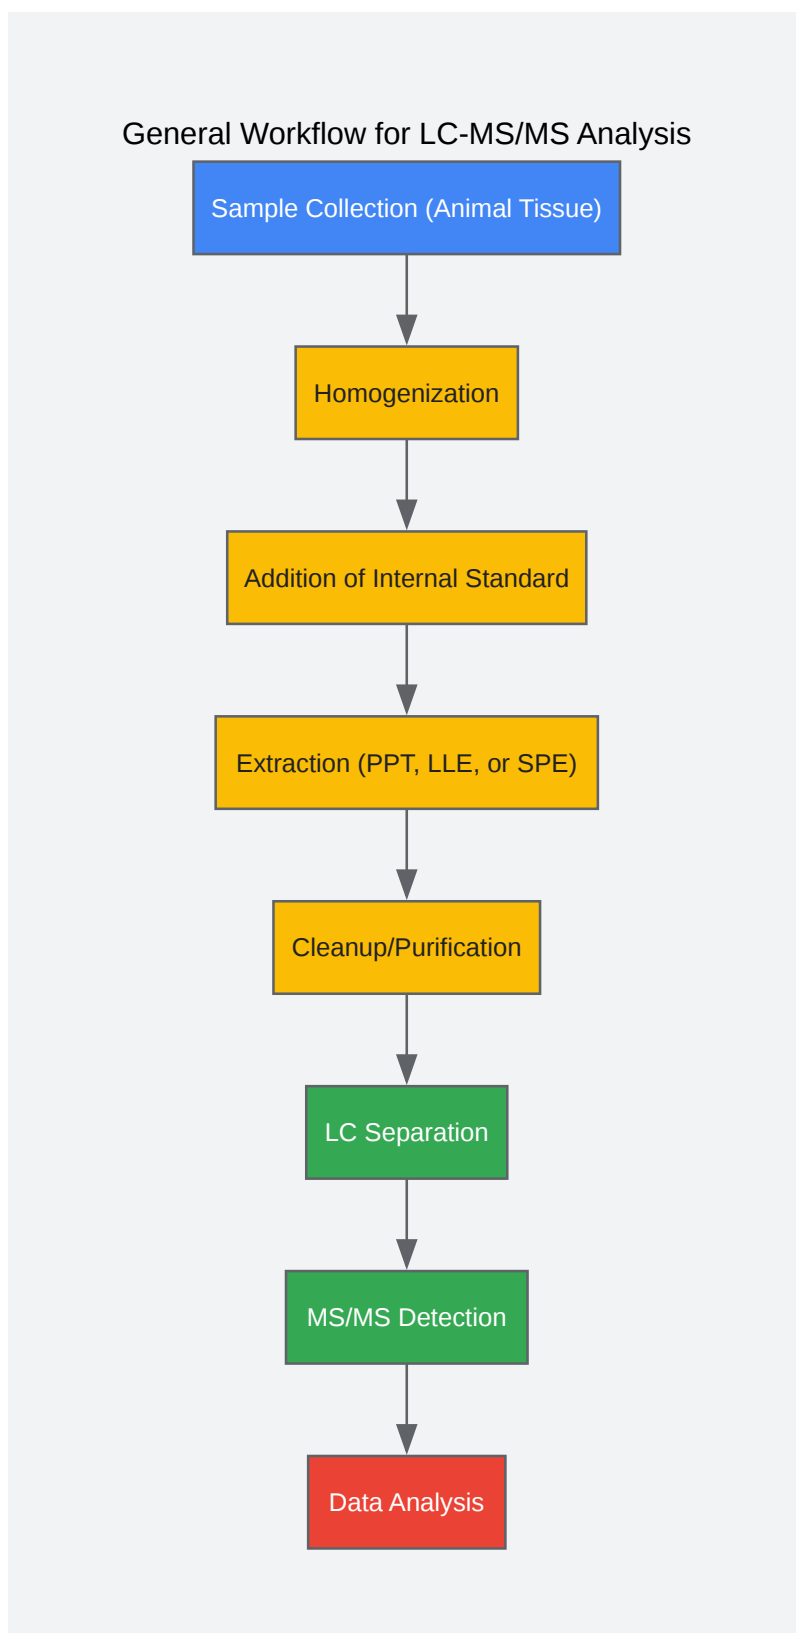 General Workflow for LC-MS/MS Analysis
Sample Collection (Animal Tissue)
Homogenization
Addition of Internal Standard
Extraction (PPT, LLE, or SPE)
Cleanup/Purification
LC Separation
MS/MS Detection
Data Analysis